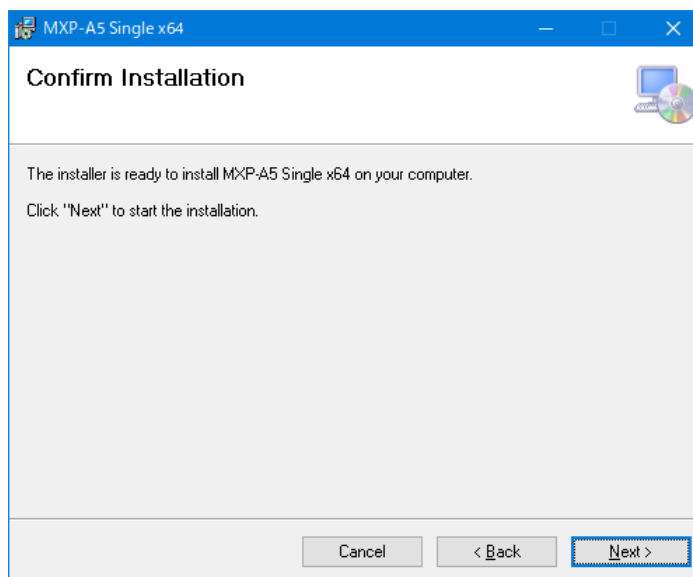 MXP-A5 Single x64
Confirm Installation
The installer is ready to install MXP-A5 Single x64 on your computer.
Click "Next" to start the installation.
Cancel
< Back
Next >